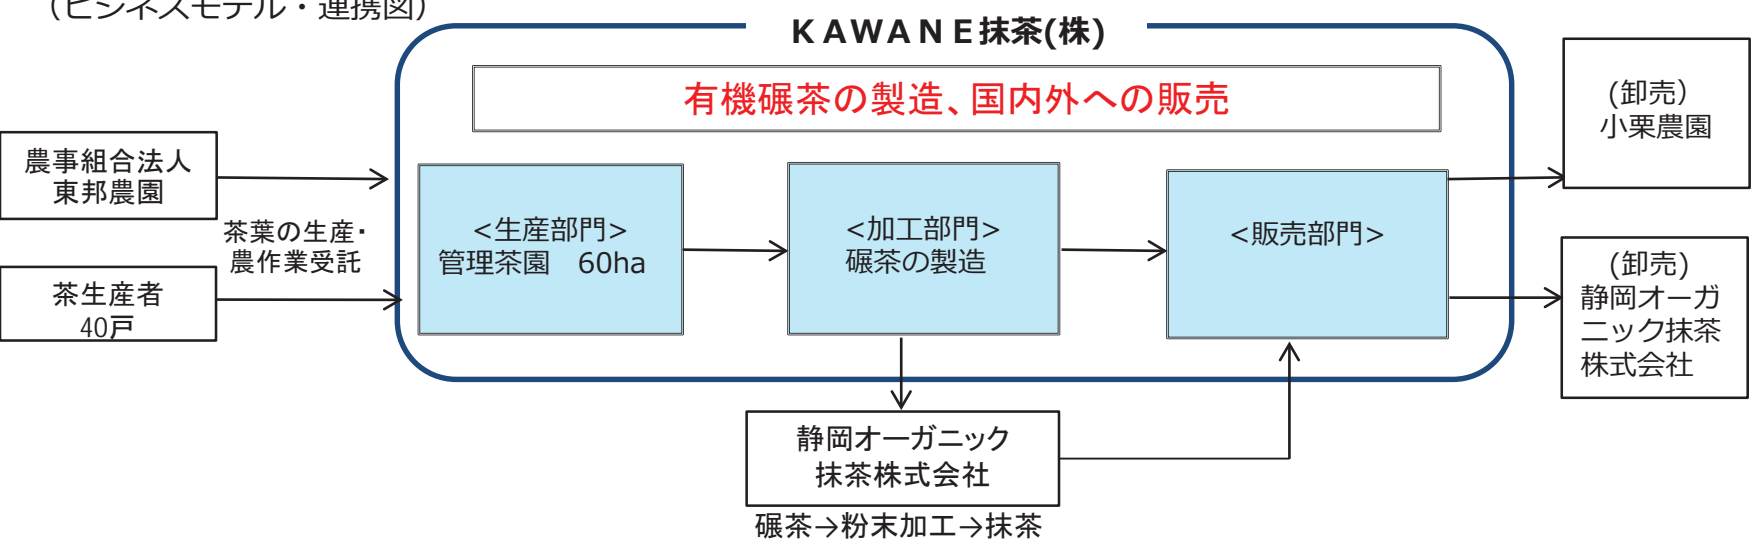 （ビジネスモデル・連携図）
ＫＡＷＡＮＥ抹茶(株)
有機碾茶の製造、国内外への販売
農事組合法人
東邦農園
茶葉の生産・
農作業受託
茶生産者
40戸
<生産部門>
管理茶園　60ha
<加工部門>
碾茶の製造
<販売部門>
(卸売）
小栗農園
(卸売)
静岡オーガ
ニック抹茶
株式会社
静岡オーガニック
抹茶株式会社
碾茶→粉末加工→抹茶